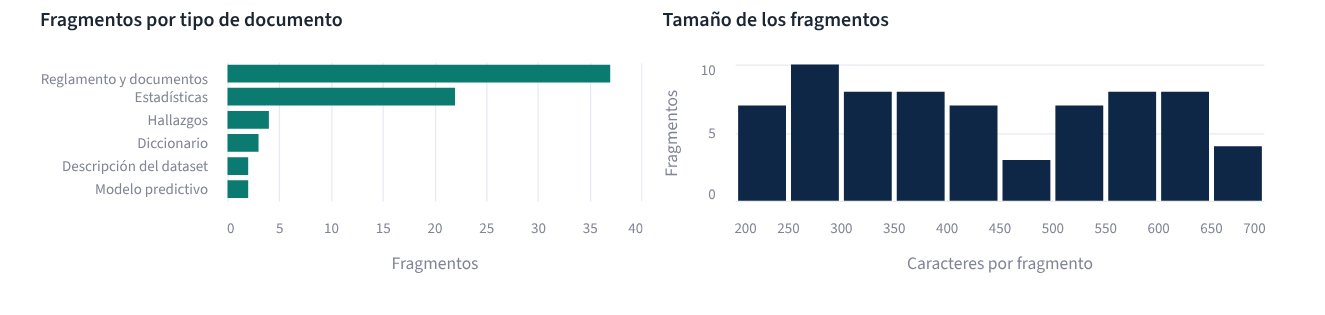 Fragmentos por tipo de documento
Reglamento y documentos
Estadísticas
Hallazgos
Diccionario
Descripción del dataset
Modelo predictivo
0 5 10 15 20 25 30 35 40
Fragmentos
Tamaño de los fragmentos
Fragmentos
10
5
0
200 250 300 350 400 450 500 550 600 650 700
Caracteres por fragmento